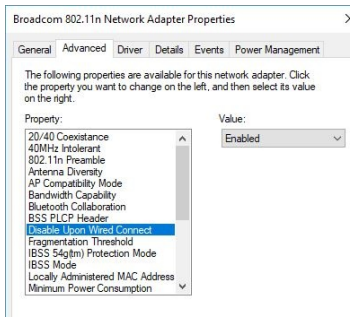 Broadcom 802.11n Network Adapter Properties
General Advanced Driver Details Events Power Management
The following properties are available for this network adapter. Click
the property you want to change on the left, and then select its value
on the right.
Property:
Value:
20/40 Coexistance
40MHz Intolerant
802.11n Preamble
Antenna Diversity
AP Compatibility Mode
Bandwidth Capability
Bluetooth Collaboration
BSS PLCP Header
Disable Upon Wired Connect
Fragmentation Threshold
IBSS 54g(tm) Protection Mode
IBSS Mode
Locally Administered MAC Address
Minimum Power Consumption
Enabled